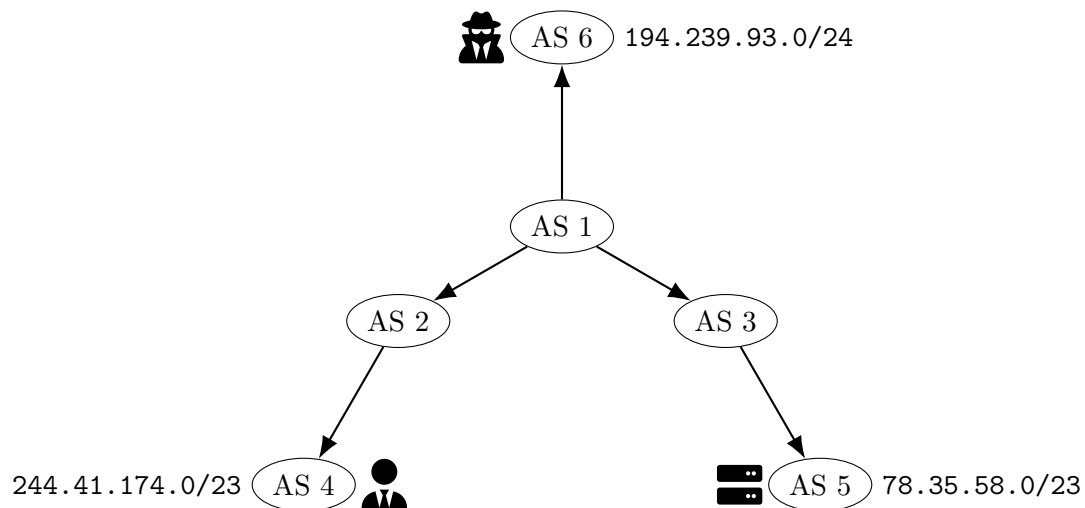 AS 6 194.239.93.0/24
AS 1
AS 2
AS 3
244.41.174.0/23 AS 4
AS 5 78.35.58.0/23